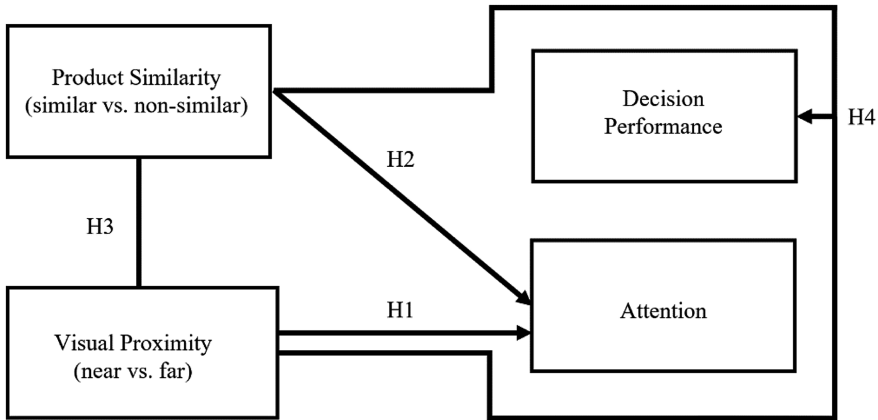 Product Similarity
(similar vs. non-similar)
Decision
Performance
H4
H2
H3
H1
Attention
Visual Proximity
(near vs. far)